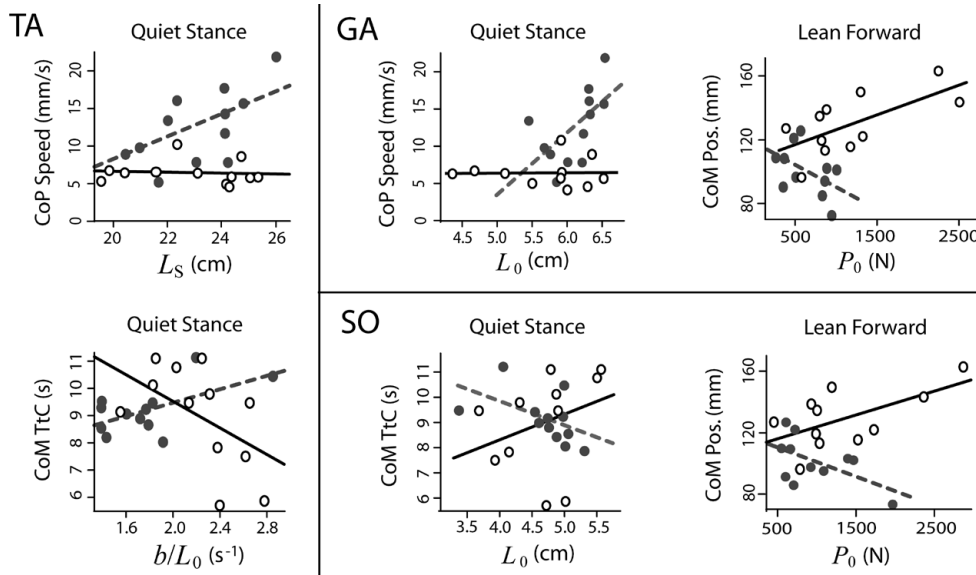 TA
Quiet Stance
CoP Speed (mm/s)
0 5 10 15 20
20 22 24 26
L_S (cm)
Quiet Stance
CoM TtC (s)
6 7 8 9 10 11
1.6 2.0 2.4 2.8
b/L_0 (s⁻¹)
GA
Quiet Stance
CoP Speed (mm/s)
0 5 10 15 20
4.5 5.0 5.5 6.0 6.5
L_0 (cm)
Lean Forward
CoM Pos. (mm)
80 120 160
500 1500 2500
P_0 (N)
SO
Quiet Stance
CoM TtC (s)
6 7 8 9 10 11
3.5 4.5 5.5
L_0 (cm)
Lean Forward
CoM Pos. (mm)
80 120 160
500 1500 2500
P_0 (N)